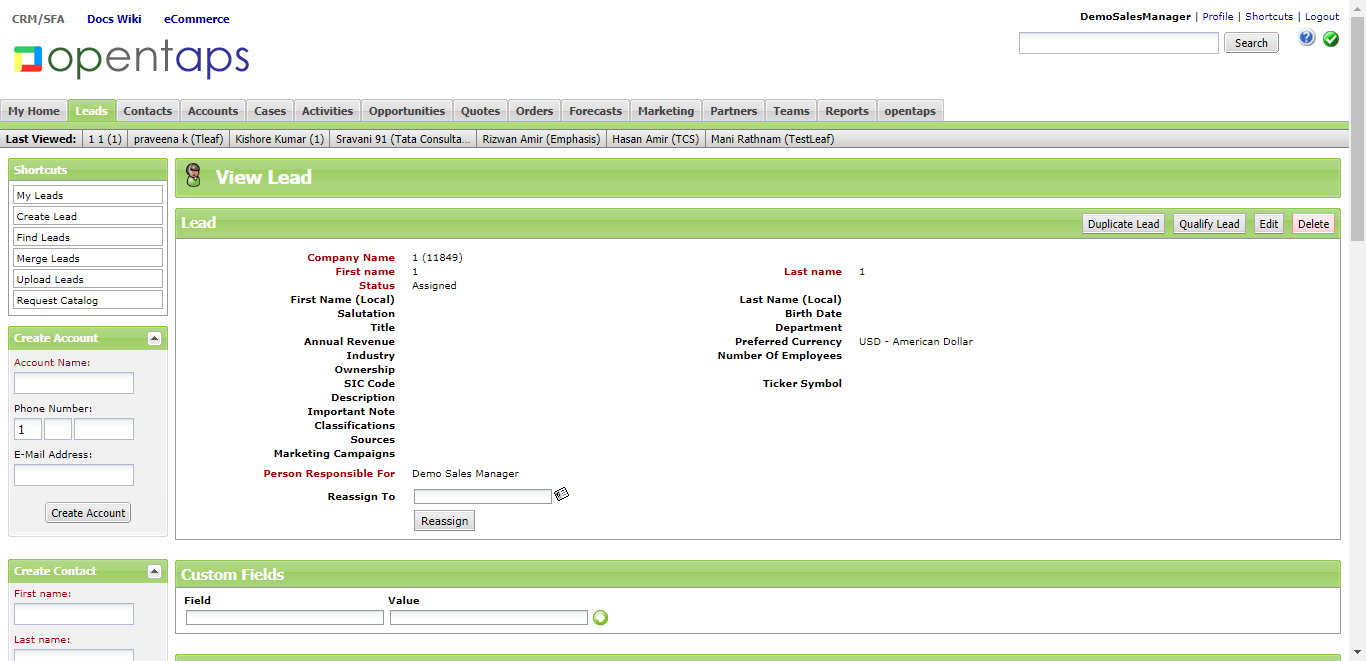 CRM/SFA Docs Wiki eCommerce
DemoSalesManager | Profile | Shortcuts | Logout
opentaps
Search
My Home Leads Contacts Accounts Cases Activities Opportunities Quotes Orders Forecasts Marketing Partners Teams Reports opentaps
Last Viewed: 1 1 (1) praveena k (Tleaf) Kishore Kumar (1) Sravani 91 (Tata Consulta... Rizwan Amir (Emphasis) Hasan Amir (TCS) Mani Rathnam (TestLeaf)
Shortcuts
My Leads
Create Lead
Find Leads
Merge Leads
Upload Leads
Request Catalog
Create Account
Account Name:
Phone Number:
1
E-Mail Address:
Create Account
Create Contact
First name:
Last name:
View Lead
Lead
Duplicate Lead Qualify Lead Edit Delete
Company Name 1 (11849)
First name 1 Last name 1
Status Assigned
First Name (Local) Last Name (Local)
Salutation Birth Date
Title Department
Annual Revenue Preferred Currency USD - American Dollar
Industry Number Of Employees
Ownership
SIC Code Ticker Symbol
Description
Important Note
Classifications
Sources
Marketing Campaigns
Person Responsible For Demo Sales Manager
Reassign To
Reassign
Custom Fields
Field Value